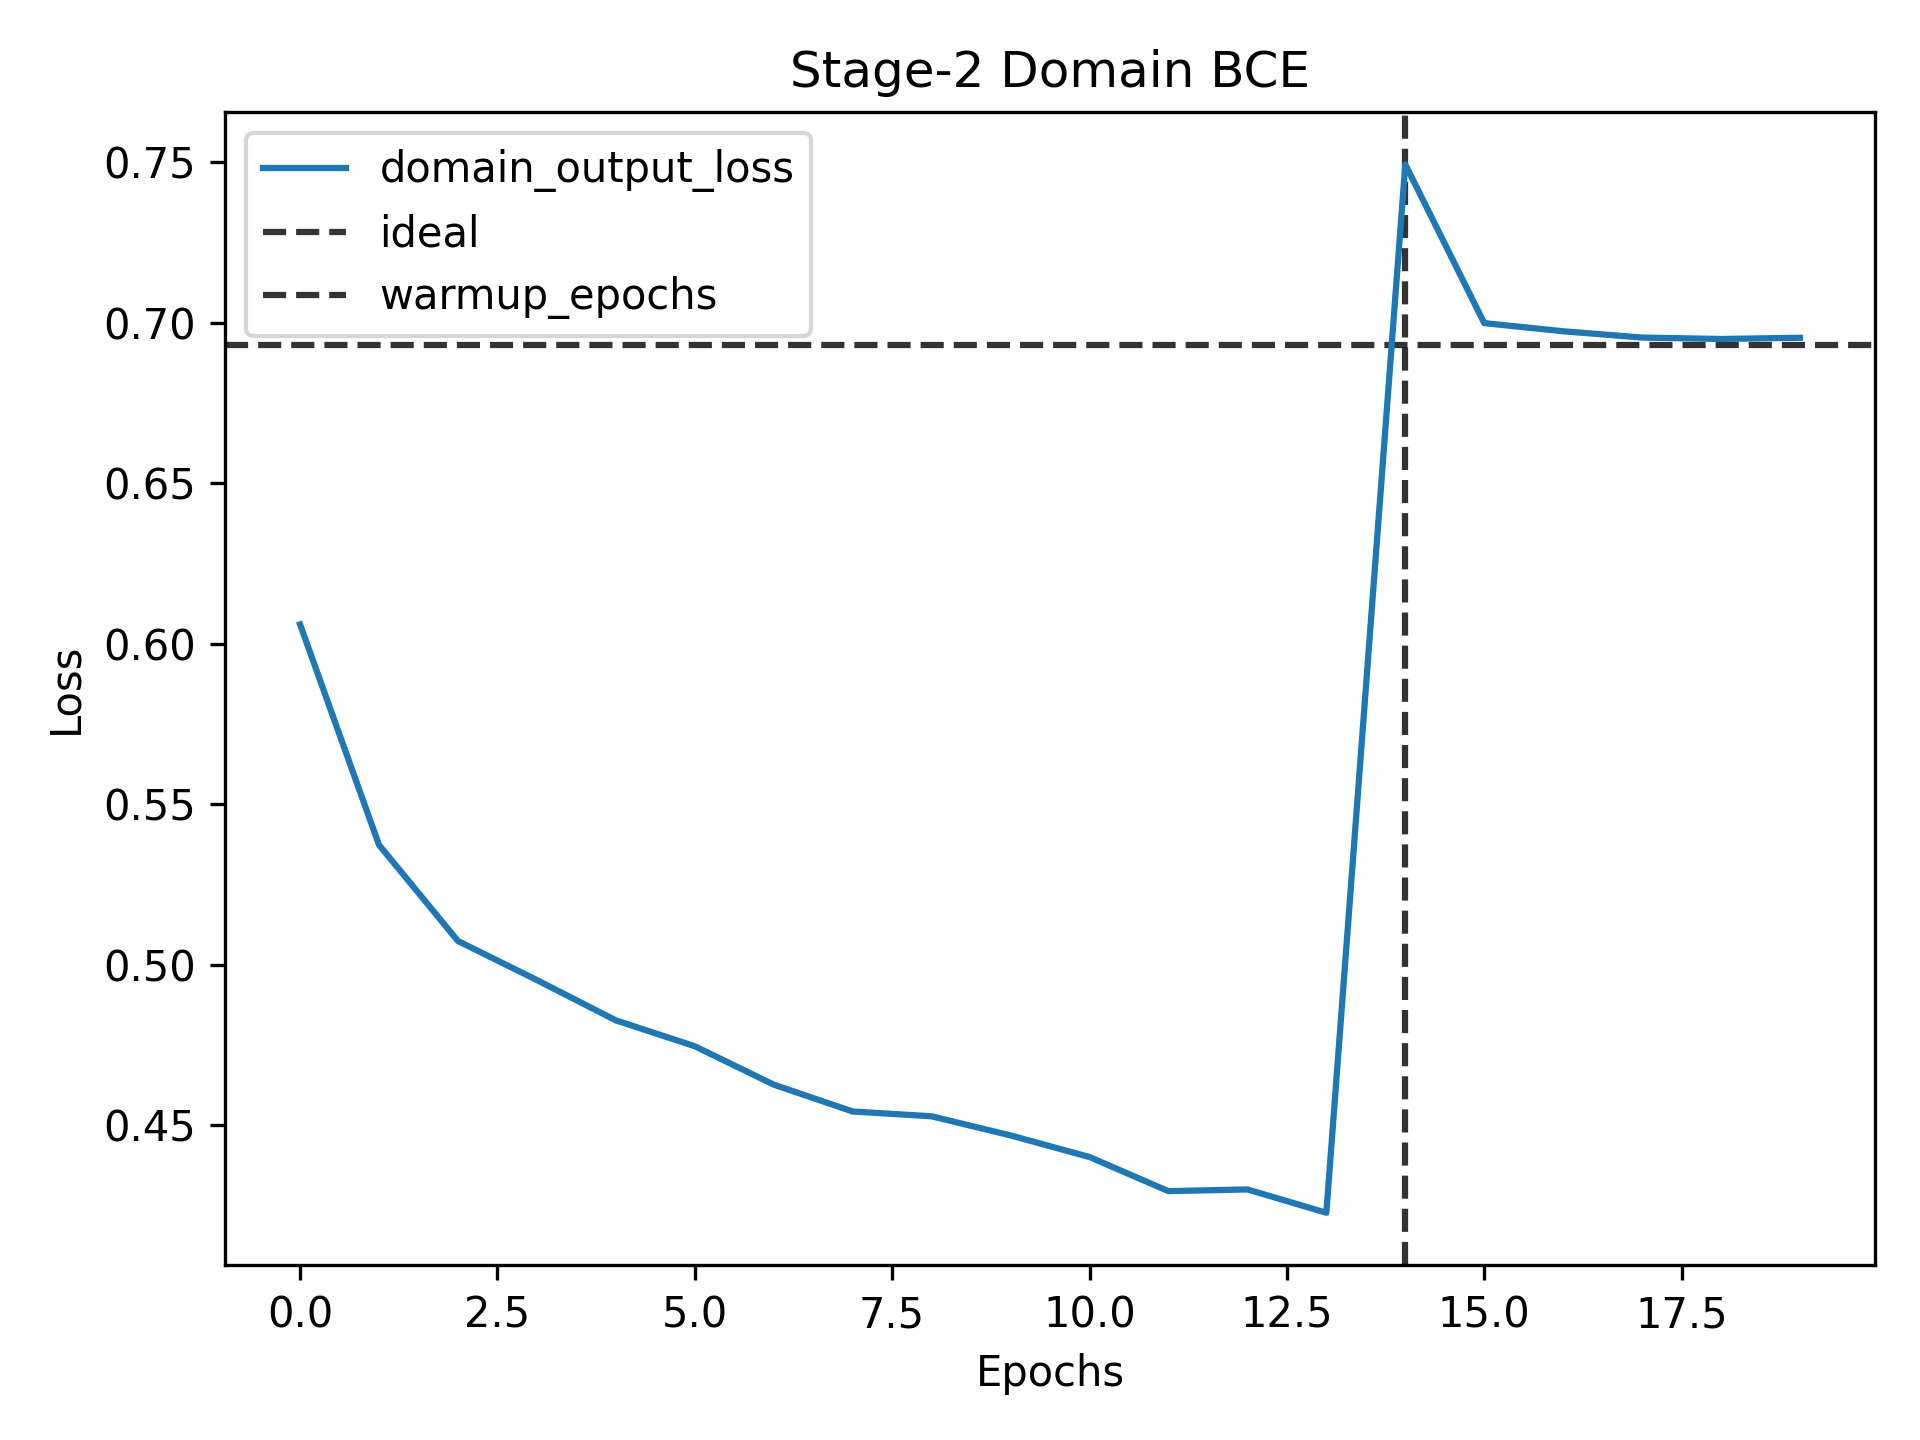 Stage-2 Domain BCE
domain_output_loss
ideal
warmup_epochs
0.75
0.70
0.65
0.60
0.55
0.50
0.45
Loss
0.0 2.5 5.0 7.5 10.0 12.5 15.0 17.5
Epochs